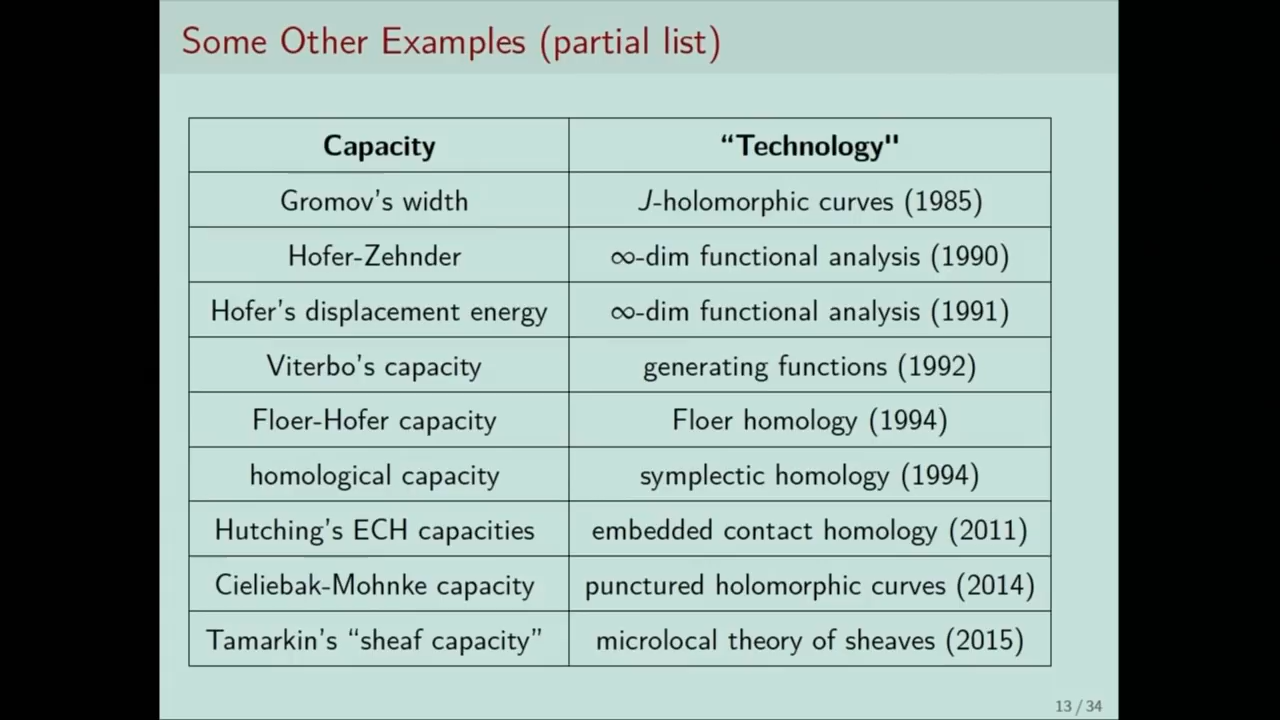 Some Other Examples (partial list)
Capacity “Technology"
Gromov’s width J-holomorphic curves (1985)
Hofer-Zehnder ∞-dim functional analysis (1990)
Hofer’s displacement energy ∞-dim functional analysis (1991)
Viterbo’s capacity generating functions (1992)
Floer-Hofer capacity Floer homology (1994)
homological capacity symplectic homology (1994)
Hutching’s ECH capacities embedded contact homology (2011)
Cieliebak-Mohnke capacity punctured holomorphic curves (2014)
Tamarkin’s “sheaf capacity” microlocal theory of sheaves (2015)
13 / 34